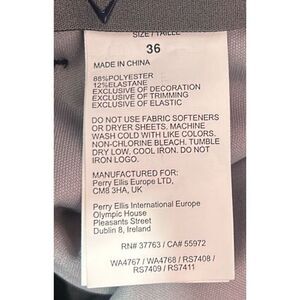 SIZE/TAILLE
36
MADE IN CHINA
88%POLYESTER
12%ELASTANE
EXCLUSIVE OF DECORATION
EXCLUSIVE OF TRIMMING
EXCLUSIVE OF ELASTIC
DO NOT USE FABRIC SOFTENERS
OR DRYER SHEETS. MACHINE
WASH COLD WITH LIKE COLORS.
NON-CHLORINE BLEACH. TUMBLE
DRY LOW. COOL IRON. DO NOT
IRON LOGO.
MANUFACTURED FOR:
Perry Ellis Europe LTD,
CM8 3HA, UK
Perry Ellis International Europe
Olympic House
Pleasants Street
Dublin 8, Ireland
RN# 37763 / CA# 55972
WA4767 / WA4768 / RS7408 /
RS7409 / RS7411